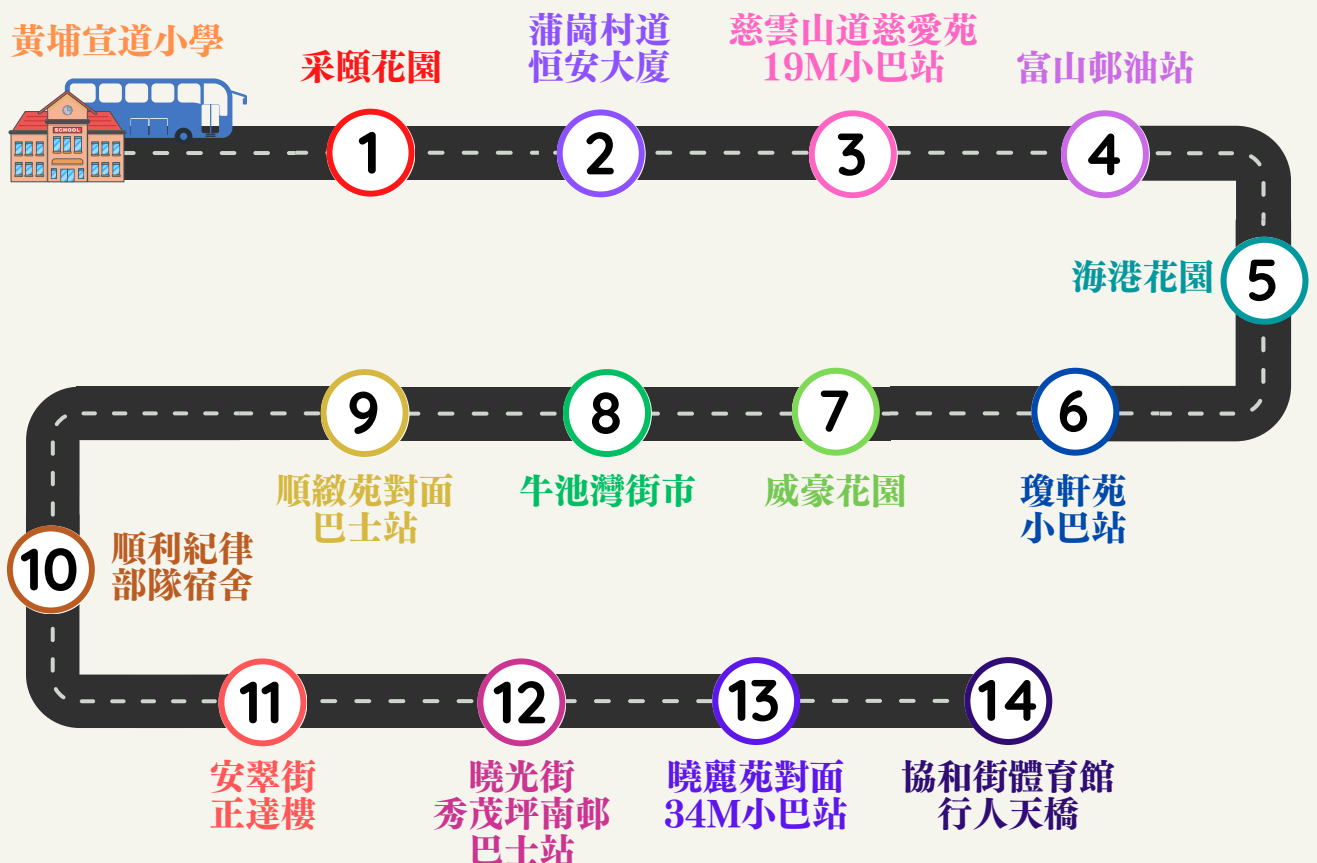 黃埔宣道小學
SCHOOL
采頤花園
1
蒲崗村道
恒安大廈
2
慈雲山道慈愛苑
19M小巴站
3
富山邨油站
4
海港花園
5
瓊軒苑
小巴站
6
威豪花園
7
牛池灣街市
8
順緻苑對面
巴士站
9
順利紀律
部隊宿舍
10
安翠街
正達樓
11
曉光街
秀茂坪南邨
巴士站
12
曉麗苑對面
34M小巴站
13
協和街體育館
行人天橋
14